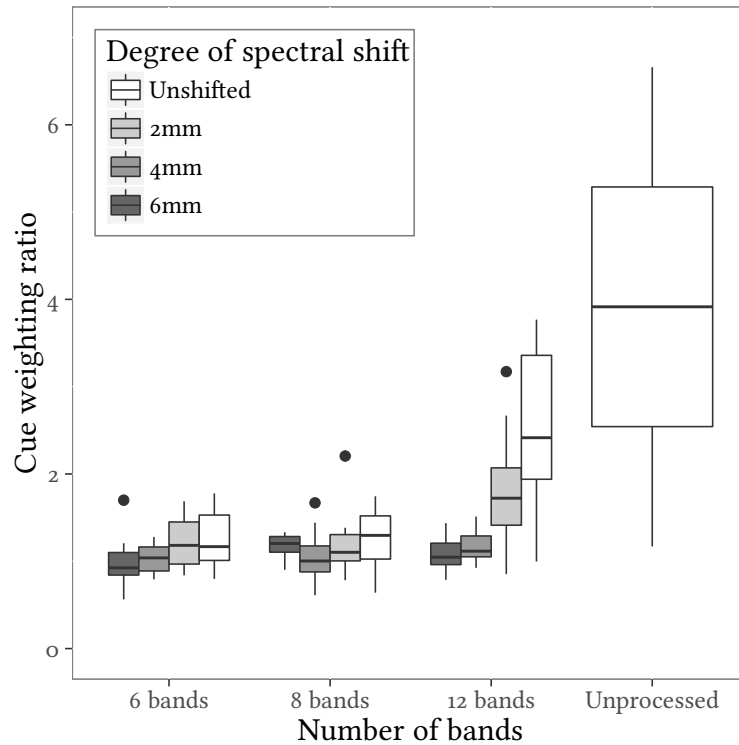 Degree of spectral shift
Unshifted
2mm
4mm
6mm
Cue weighting ratio
6
4
2
0
6 bands
8 bands
12 bands
Unprocessed
Number of bands